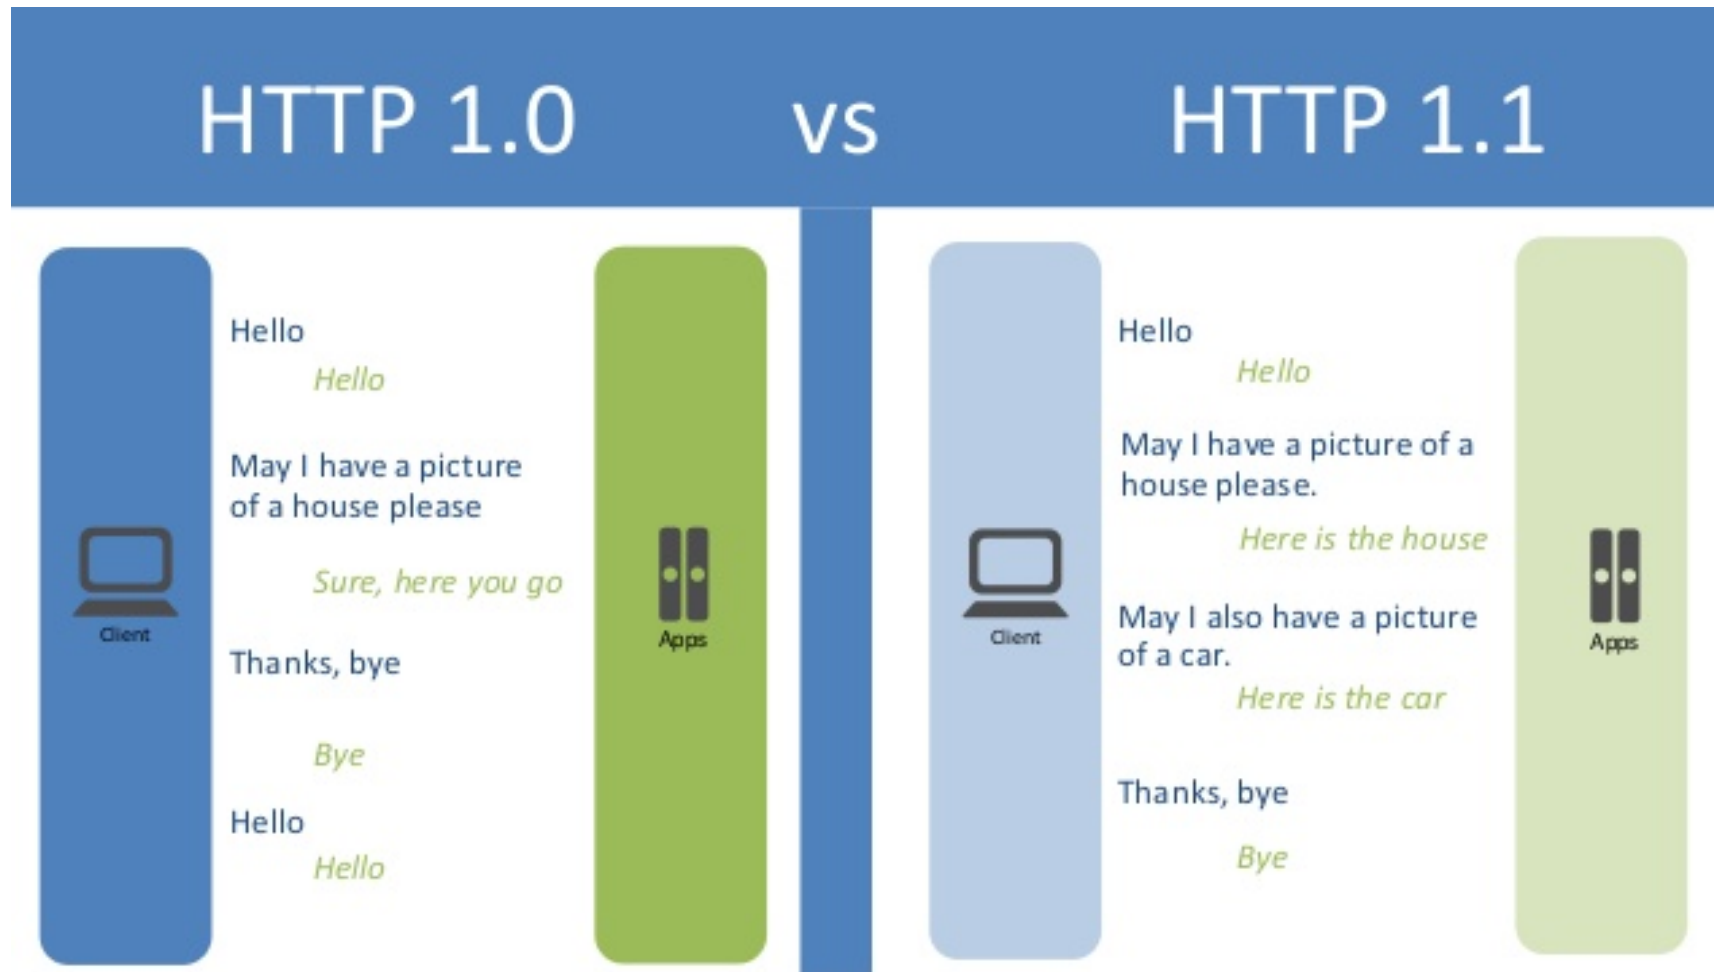 HTTP 1.0 vs HTTP 1.1
Hello
Hello
May I have a picture
of a house please
Sure, here you go
Thanks, bye
Bye
Hello
Hello
Client
Apps
Hello
Hello
May I have a picture of a
house please.
Here is the house
May I also have a picture
of a car.
Here is the car
Thanks, bye
Bye
Client
Apps